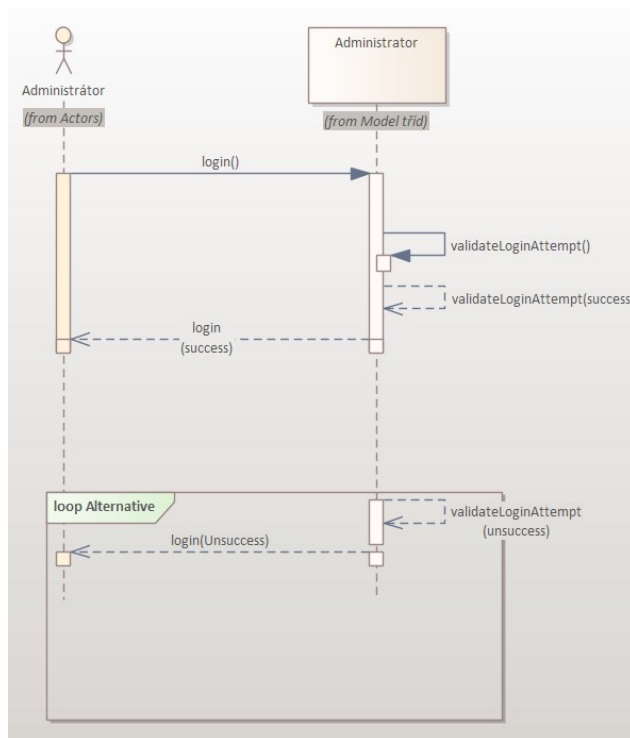 Administrátor
(from Actors)
Administrator
(from Model tříd)
login()
validateLoginAttempt()
validateLoginAttempt(success
login
(success)
loop Alternative
validateLoginAttempt
(unsuccess)
login(Unsuccess)